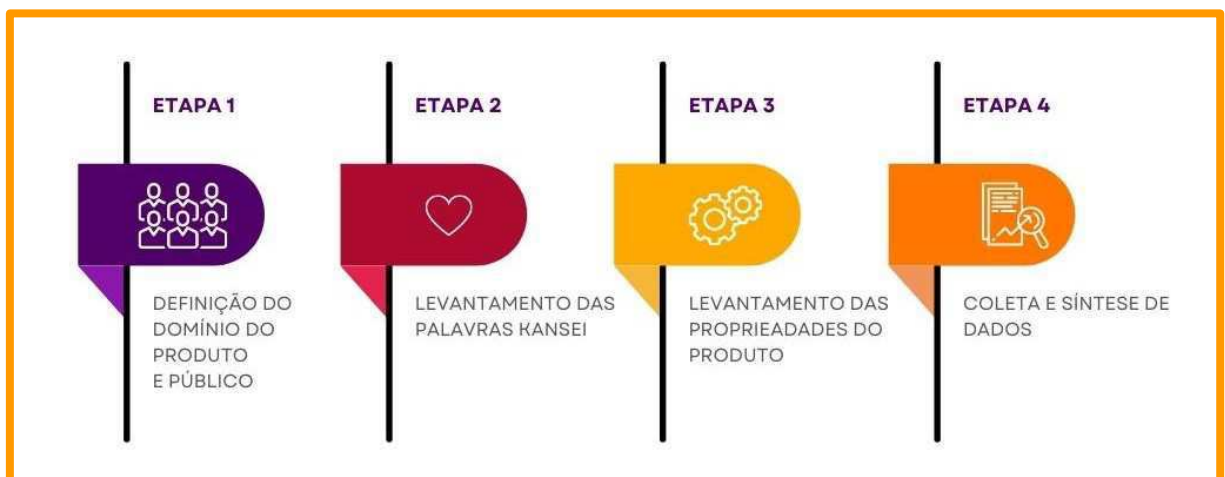 ETAPA 1
DEFINIÇÃO DO
DOMÍNIO DO
PRODUTO
E PÚBLICO
ETAPA 2
LEVANTAMENTO DAS
PALAVRAS KANSEI
ETAPA 3
LEVANTAMENTO DAS
PROPRIEADADES DO
PRODUTO
ETAPA 4
COLETA E SÍNTESE DE
DADOS